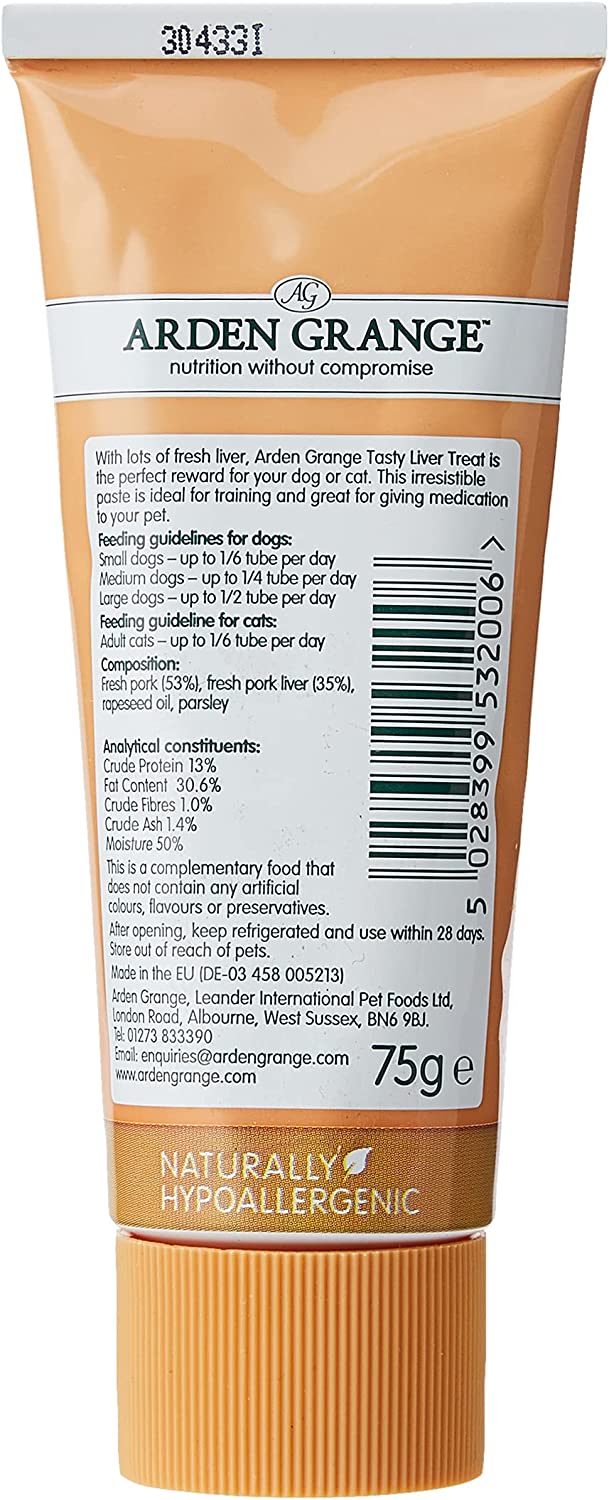 304331
AG
ARDEN GRANGE™
nutrition without compromise
With lots of fresh liver, Arden Grange Tasty Liver Treat is
the perfect reward for your dog or cat. This irresistible
paste is ideal for training and great for giving medication
to your pet.
Feeding guidelines for dogs:
Small dogs – up to 1/6 tube per day
Medium dogs – up to 1/4 tube per day
Large dogs – up to 1/2 tube per day
Feeding guideline for cats:
Adult cats – up to 1/6 tube per day
Composition:
Fresh pork (53%), fresh pork liver (35%),
rapeseed oil, parsley
Analytical constituents:
Crude Protein 13%
Fat Content 30.6%
Crude Fibres 1.0%
Crude Ash 1.4%
Moisture 50%
This is a complementary food that
does not contain any artificial
colours, flavours or preservatives.
5 028399 532006 >
After opening, keep refrigerated and use within 28 days.
Store out of reach of pets.
Made in the EU (DE-03 458 005213)
Arden Grange, Leander International Pet Foods Ltd,
London Road, Albourne, West Sussex, BN6 9BJ.
Tel: 01273 833390
Email: enquiries@ardengrange.com
www.ardengrange.com
75g e
NATURALLY
HYPOALLERGENIC